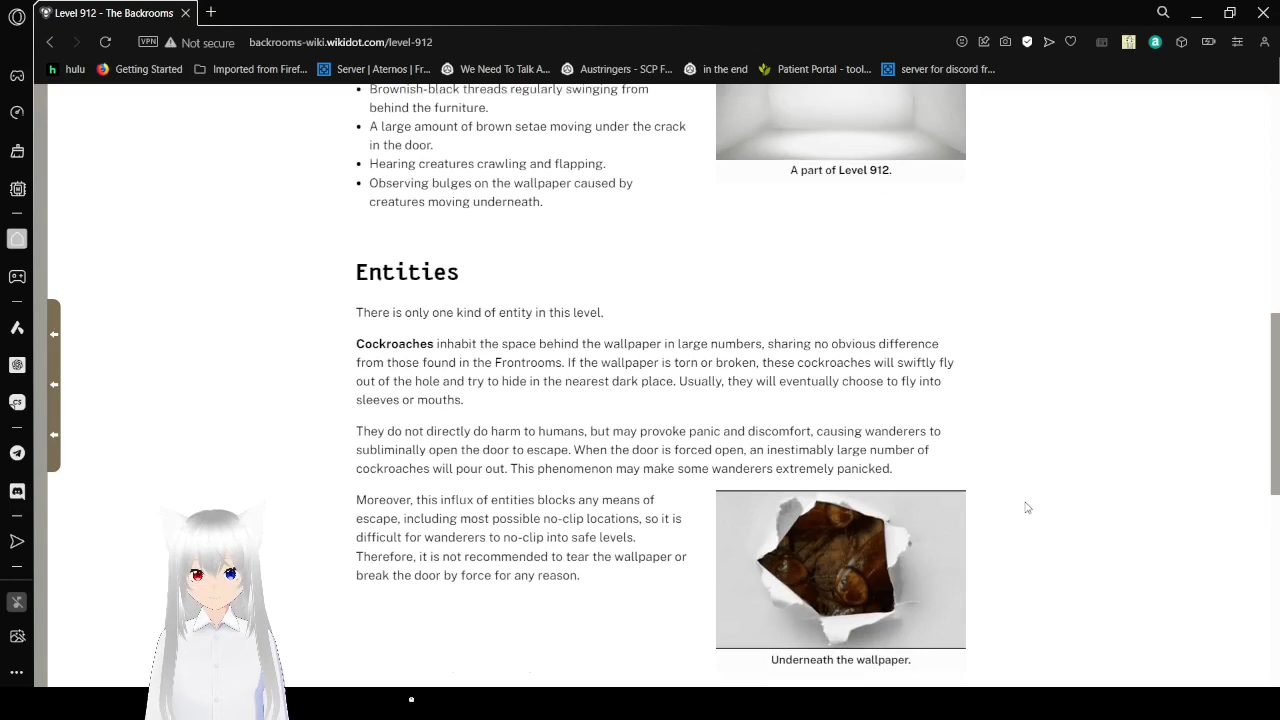 Level 912 - The Backrooms
VPN
Not secure
backrooms-wiki.wikidot.com/level-912
hulu
Getting Started
Imported from Firef...
Server | Aternos | Fr...
We Need To Talk A...
Austringers - SCP F...
in the end
Patient Portal - tool...
server for discord fr...
• Brownish-black threads regularly swinging from
behind the furniture.
• A large amount of brown setae moving under the crack
in the door.
• Hearing creatures crawling and flapping.
• Observing bulges on the wallpaper caused by
creatures moving underneath.
A part of Level 912.
Entities
There is only one kind of entity in this level.
Cockroaches inhabit the space behind the wallpaper in large numbers, sharing no obvious difference
from those found in the Frontrooms. If the wallpaper is torn or broken, these cockroaches will swiftly fly
out of the hole and try to hide in the nearest dark place. Usually, they will eventually choose to fly into
sleeves or mouths.
They do not directly do harm to humans, but may provoke panic and discomfort, causing wanderers to
subliminally open the door to escape. When the door is forced open, an inestimably large number of
cockroaches will pour out. This phenomenon may make some wanderers extremely panicked.
Moreover, this influx of entities blocks any means of
escape, including most possible no-clip locations, so it is
difficult for wanderers to no-clip into safe levels.
Therefore, it is not recommended to tear the wallpaper or
break the door by force for any reason.
Underneath the wallpaper.